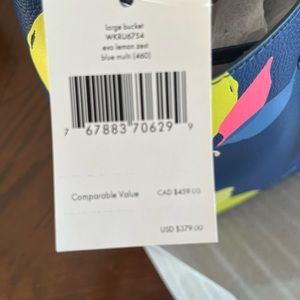 large bucket
WKRU6754
eva lemon zest
blue multi (460)
7 67883 70629 9
Comparable Value CAD $459.00
USD $379.00